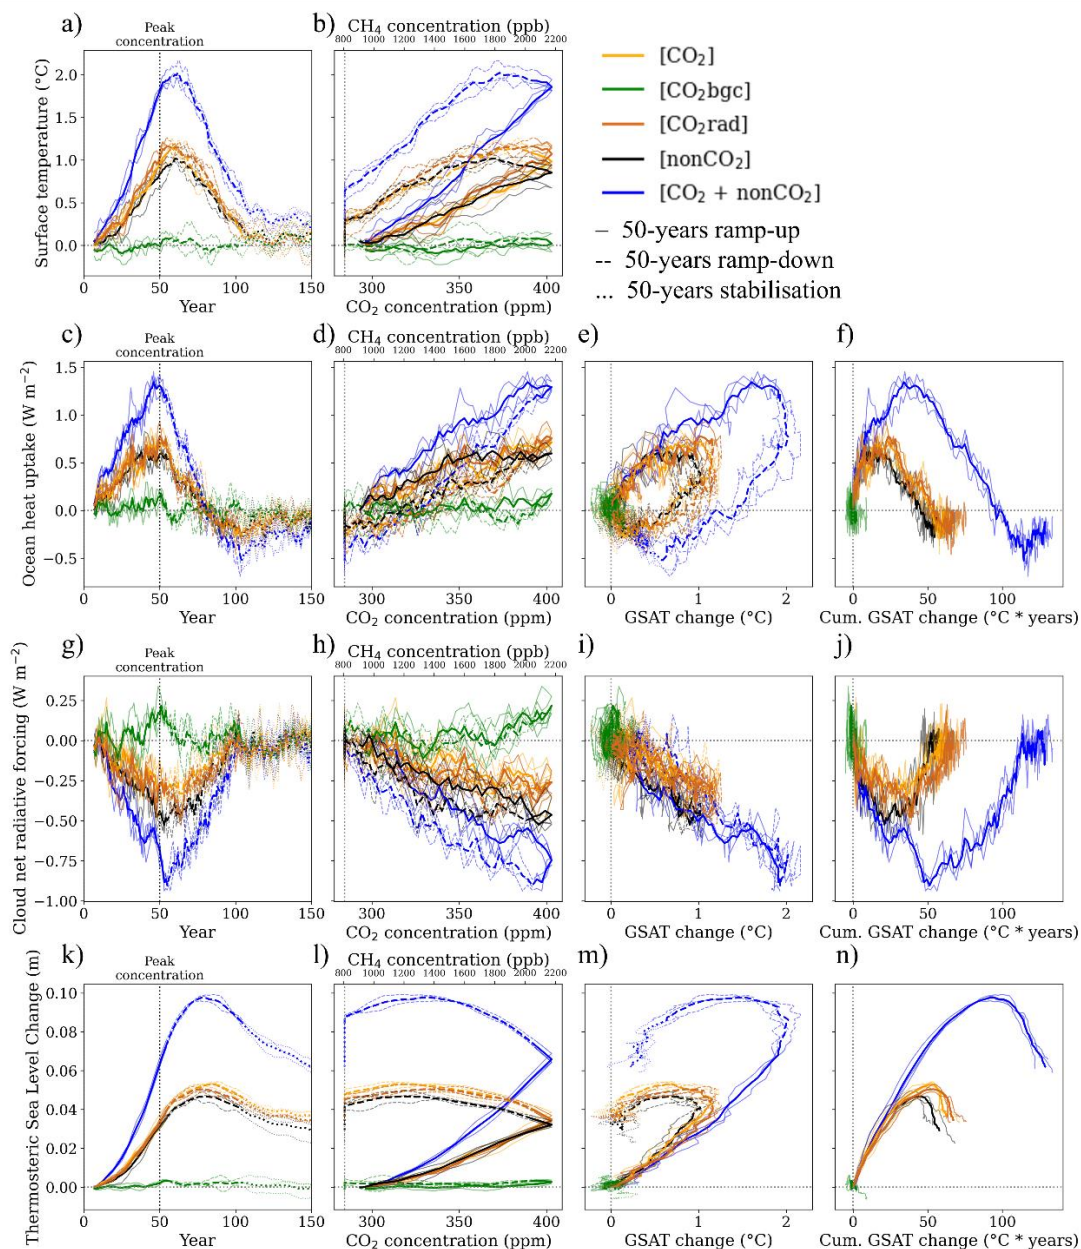 a)
Peak
concentration
Surface temperature (°C)
2.0
1.5
1.0
0.5
0.0
0 50 100 150
Year
b)
CH₄ concentration (ppb)
800 1000 1200 1400 1600 1800 2000 2200
300 350 400
CO₂ concentration (ppm)
[CO₂]
[CO₂bgc]
[CO₂rad]
[nonCO₂]
[CO₂ + nonCO₂]
– 50-years ramp-up
-- 50-years ramp-down
... 50-years stabilisation
c)
Peak
concentration
Ocean heat uptake (W m⁻²)
1.5
1.0
0.5
0.0
−0.5
0 50 100 150
Year
d)
CH₄ concentration (ppb)
800 1000 1200 1400 1600 1800 2000 2200
300 350 400
CO₂ concentration (ppm)
e)
0 1 2
GSAT change (°C)
f)
0 50 100
Cum. GSAT change (°C * years)
g)
Peak
concentration
Cloud net radiative forcing (W m⁻²)
0.25
0.00
−0.25
−0.50
−0.75
−1.00
0 50 100 150
Year
h)
CH₄ concentration (ppb)
800 1000 1200 1400 1600 1800 2000 2200
300 350 400
CO₂ concentration (ppm)
i)
0 1 2
GSAT change (°C)
j)
0 50 100
Cum. GSAT change (°C * years)
k)
Peak
concentration
Thermosteric Sea Level Change (m)
0.10
0.08
0.06
0.04
0.02
0.00
0 50 100 150
Year
l)
CH₄ concentration (ppb)
800 1000 1200 1400 1600 1800 2000 2200
300 350 400
CO₂ concentration (ppm)
m)
0 1 2
GSAT change (°C)
n)
0 50 100
Cum. GSAT change (°C * years)